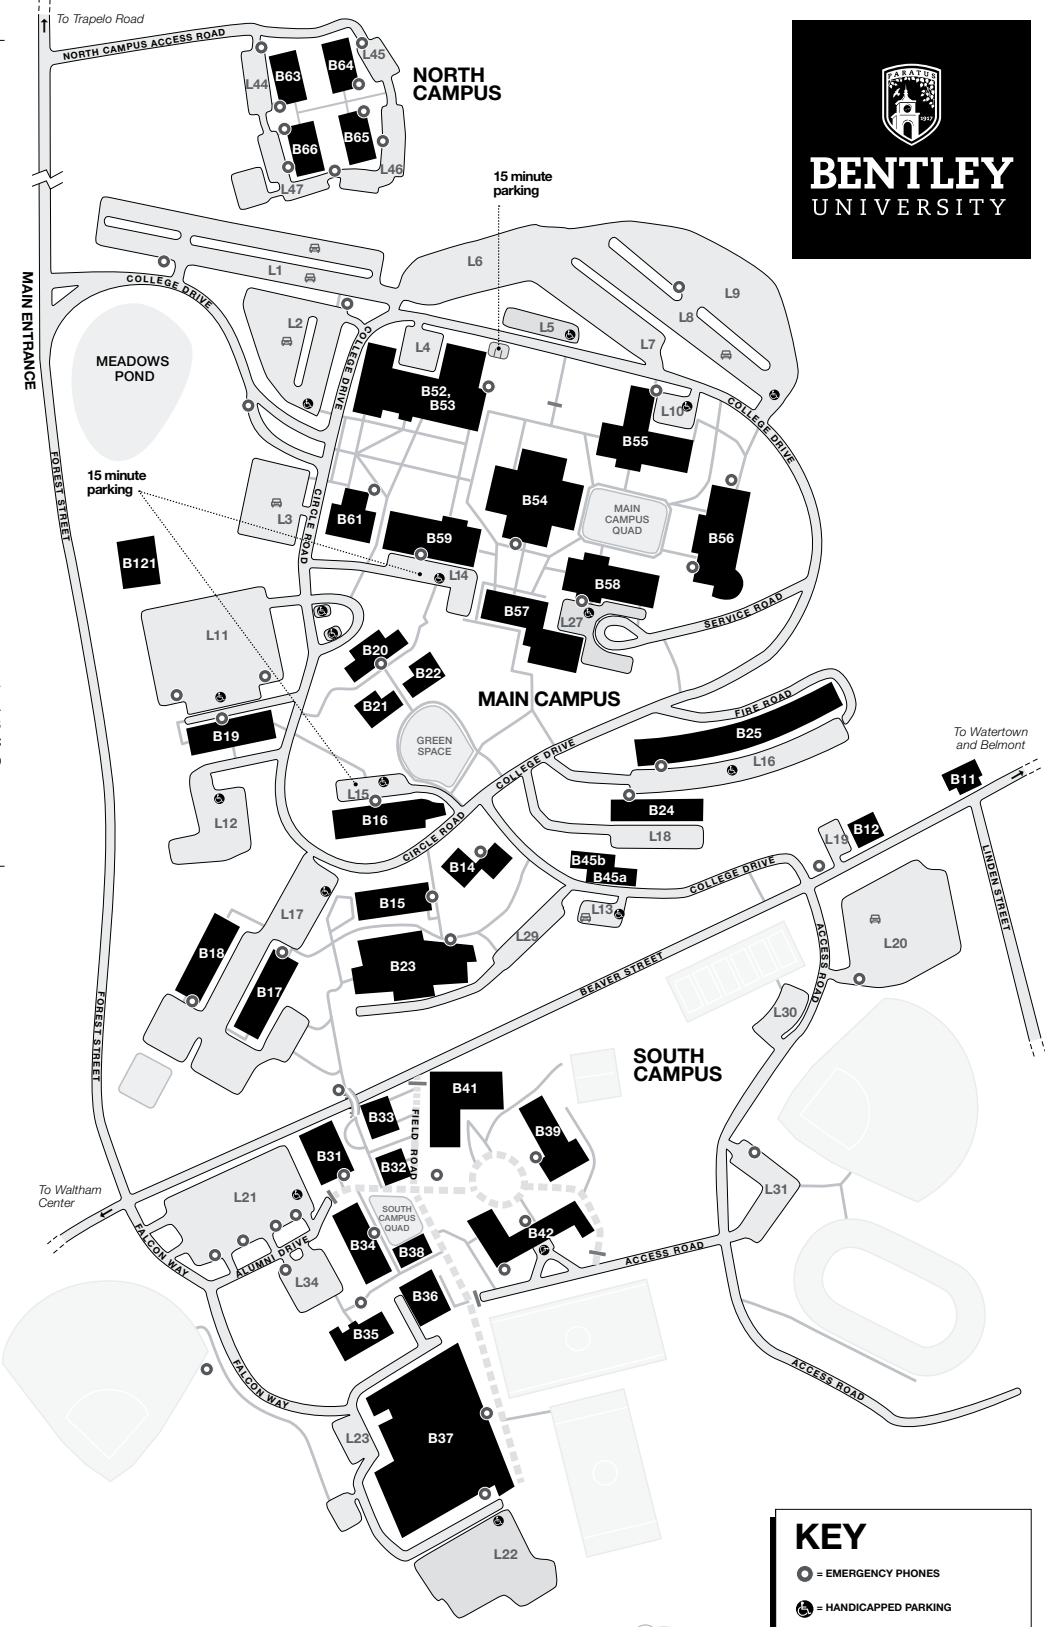 To Trapelo Road
NORTH CAMPUS ACCESS ROAD
L44
B63
B64
L45
NORTH
CAMPUS
B66
B65
L46
L47
PARATUS
1917
BENTLEY
UNIVERSITY
15 minute
parking
MAIN ENTRANCE
COLLEGE DRIVE
L1
L6
L9
L8
L7
L5
L2
COLLEGE DRIVE
L4
MEADOWS
POND
B52,
B53
L10
B55
COLLEGE DRIVE
FOREST STREET
15 minute
parking
L3
CIRCLE ROAD
B61
B59
B54
MAIN
CAMPUS
QUAD
B56
B121
L14
B58
B57
L27
SERVICE ROAD
L11
B20
B22
B21
MAIN CAMPUS
B19
GREEN
SPACE
COLLEGE DRIVE
FIRE ROAD
B25
L16
To Watertown
and Belmont
B11
L15
B16
L12
CIRCLE ROAD
B24
L18
L19
B12
B14
B45b
B45a
COLLEGE DRIVE
LINDEN STREET
L17
B15
L13
L29
B18
B17
B23
BEAVER STREET
ACCESS ROAD
L20
L30
FOREST STREET
SOUTH
CAMPUS
B41
B33
FIELD ROAD
B39
B31
B32
L21
To Waltham
Center
SOUTH
CAMPUS
QUAD
L31
FALCON WAY
ALUMNI DRIVE
B34
B38
B42
ACCESS ROAD
L34
B36
B35
FALCON WAY
ACCESS ROAD
L23
B37
L22
KEY
= EMERGENCY PHONES
= HANDICAPPED PARKING